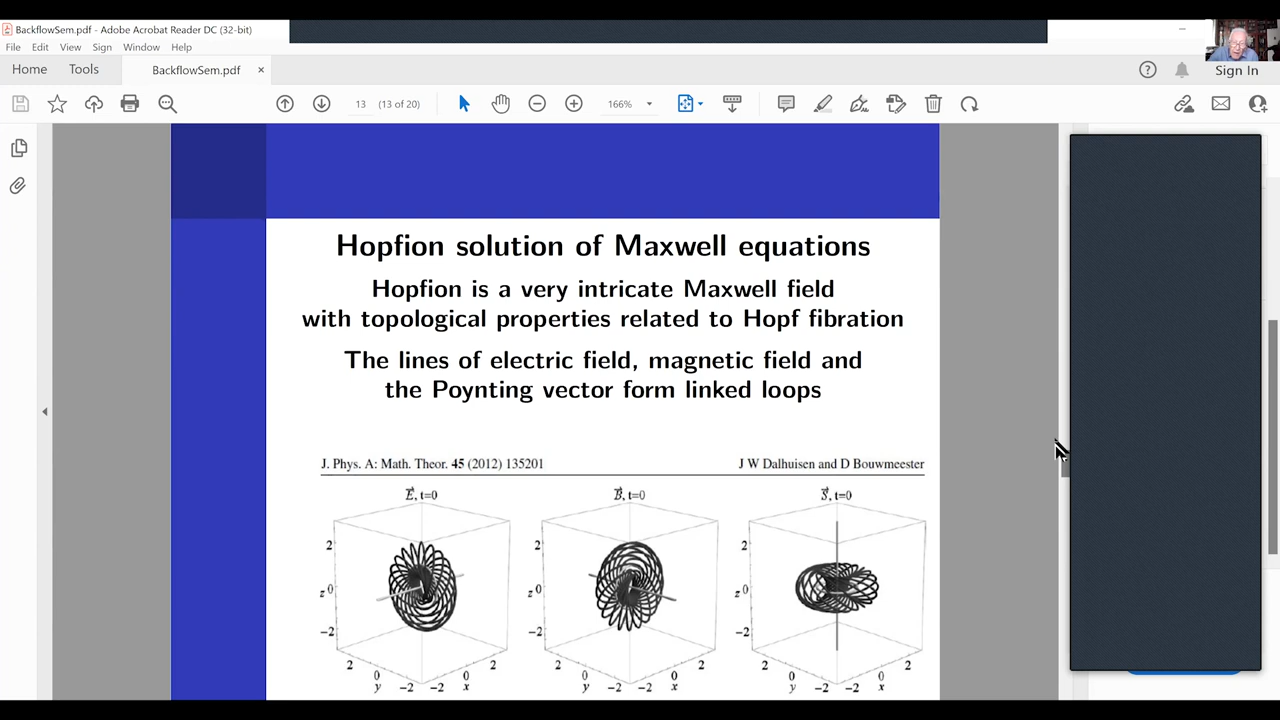 BackflowSem.pdf - Adobe Acrobat Reader DC (32-bit)
File Edit View Sign Window Help
Home Tools BackflowSem.pdf × Sign In
13 (13 of 20) 166%
Hopfion solution of Maxwell equations
Hopfion is a very intricate Maxwell field
with topological properties related to Hopf fibration
The lines of electric field, magnetic field and
the Poynting vector form linked loops
J. Phys. A: Math. Theor. 45 (2012) 135201 J W Dalhuisen and D Bouwmeester
E⃗, t=0 B⃗, t=0 S⃗, t=0
2 2 2
z 0 z 0 z 0
−2 −2 −2
2 2 2 2 2 2
0 0 0 0 0 0
y −2 −2 x y −2 −2 x y −2 −2 x